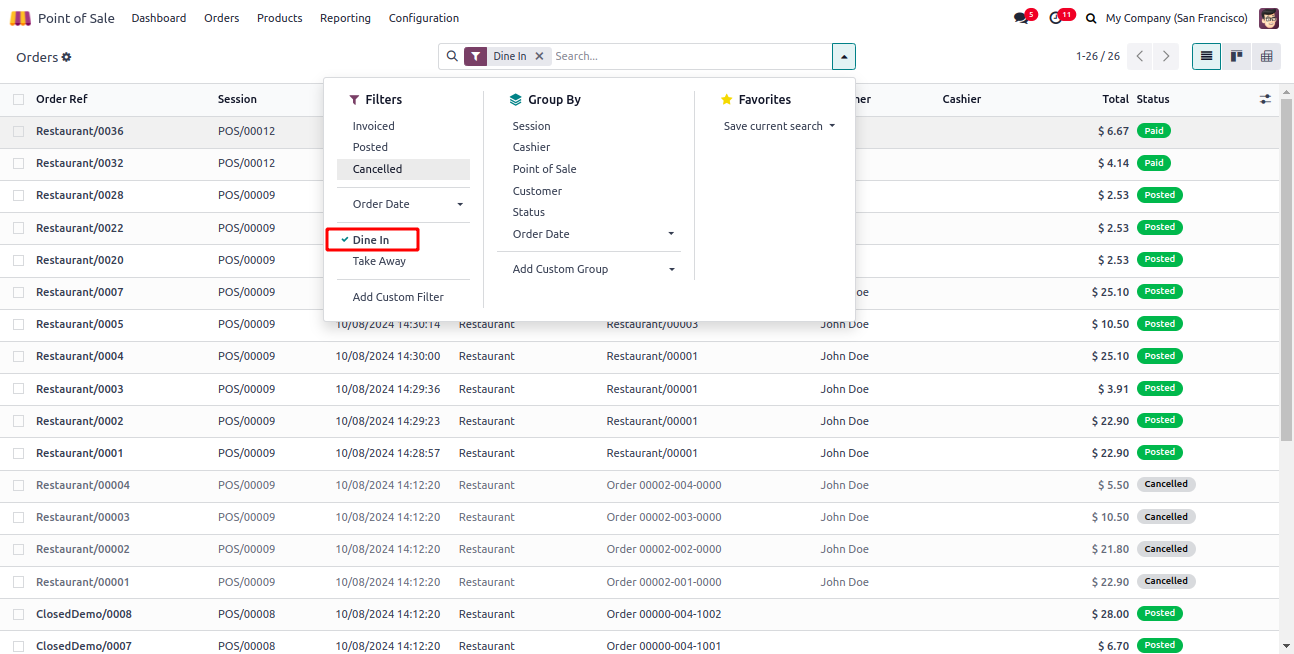 Point of Sale Dashboard Orders Products Reporting Configuration 5 11 My Company (San Francisco)
Orders Dine In Search... 1-26 / 26
Order Ref Session Cashier Total Status
Filters
Invoiced
Posted
Cancelled
Order Date
Dine In
Take Away
Add Custom Filter
Group By
Session
Cashier
Point of Sale
Customer
Status
Order Date
Add Custom Group
Favorites
Save current search
Restaurant/0036 POS/00012 $ 6.67 Paid
Restaurant/0032 POS/00012 $ 4.14 Paid
Restaurant/0028 POS/00009 $ 2.53 Posted
Restaurant/0022 POS/00009 $ 2.53 Posted
Restaurant/0020 POS/00009 $ 2.53 Posted
Restaurant/0007 POS/00009 $ 25.10 Posted
Restaurant/0005 POS/00009 10/08/2024 14:30:14 Restaurant Restaurant/00003 John Doe $ 10.50 Posted
Restaurant/0004 POS/00009 10/08/2024 14:30:00 Restaurant Restaurant/00001 John Doe $ 25.10 Posted
Restaurant/0003 POS/00009 10/08/2024 14:29:36 Restaurant Restaurant/00001 John Doe $ 3.91 Posted
Restaurant/0002 POS/00009 10/08/2024 14:29:23 Restaurant Restaurant/00001 John Doe $ 22.90 Posted
Restaurant/0001 POS/00009 10/08/2024 14:28:57 Restaurant Restaurant/00001 John Doe $ 22.90 Posted
Restaurant/00004 POS/00009 10/08/2024 14:12:20 Restaurant Order 00002-004-0000 John Doe $ 5.50 Cancelled
Restaurant/00003 POS/00009 10/08/2024 14:12:20 Restaurant Order 00002-003-0000 John Doe $ 10.50 Cancelled
Restaurant/00002 POS/00009 10/08/2024 14:12:20 Restaurant Order 00002-002-0000 John Doe $ 21.80 Cancelled
Restaurant/00001 POS/00009 10/08/2024 14:12:20 Restaurant Order 00002-001-0000 John Doe $ 22.90 Cancelled
ClosedDemo/0008 POS/00008 10/08/2024 14:12:20 Restaurant Order 00000-004-1002 $ 28.00 Posted
ClosedDemo/0007 POS/00008 10/08/2024 14:12:20 Restaurant Order 00000-004-1001 $ 6.70 Posted